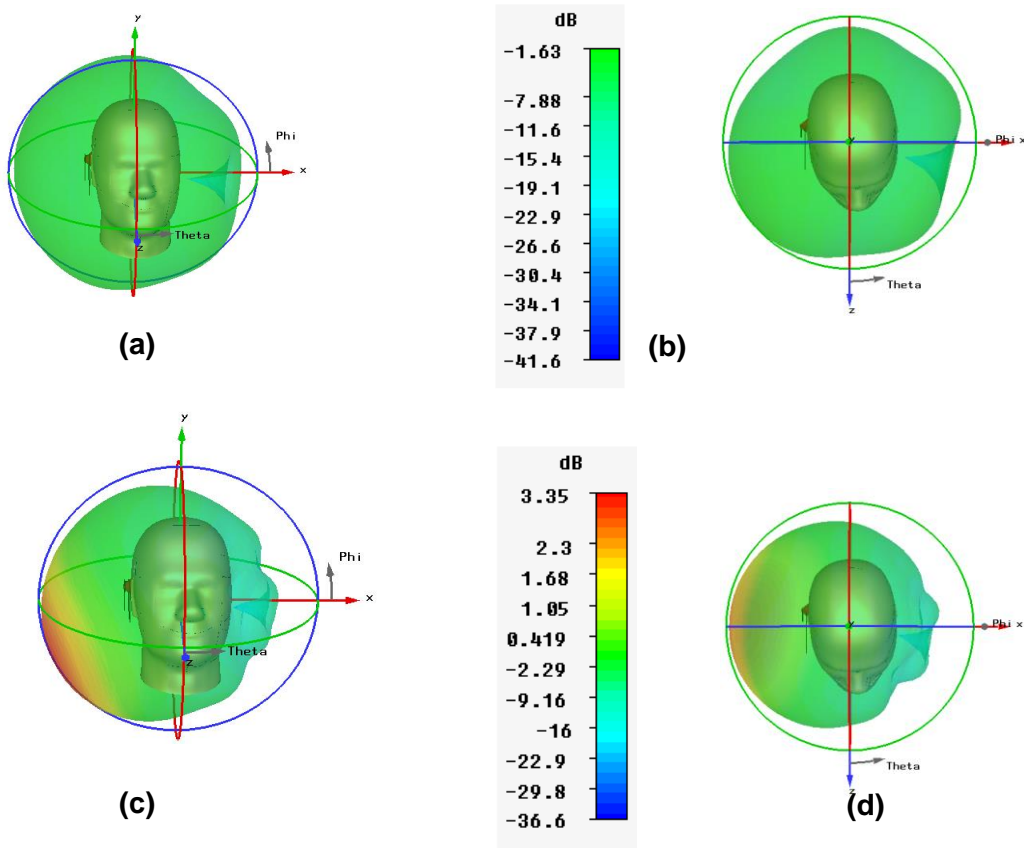 y
Phi
x
Theta
z
(a)
dB
-1.63
-7.88
-11.6
-15.4
-19.1
-22.9
-26.6
-30.4
-34.1
-37.9
-41.6
y
Phi x
Theta
z
(b)
y
Phi
x
Theta
z
(c)
dB
3.35
2.3
1.68
1.05
0.419
-2.29
-9.16
-16
-22.9
-29.8
-36.6
y
Phi x
Theta
z
(d)